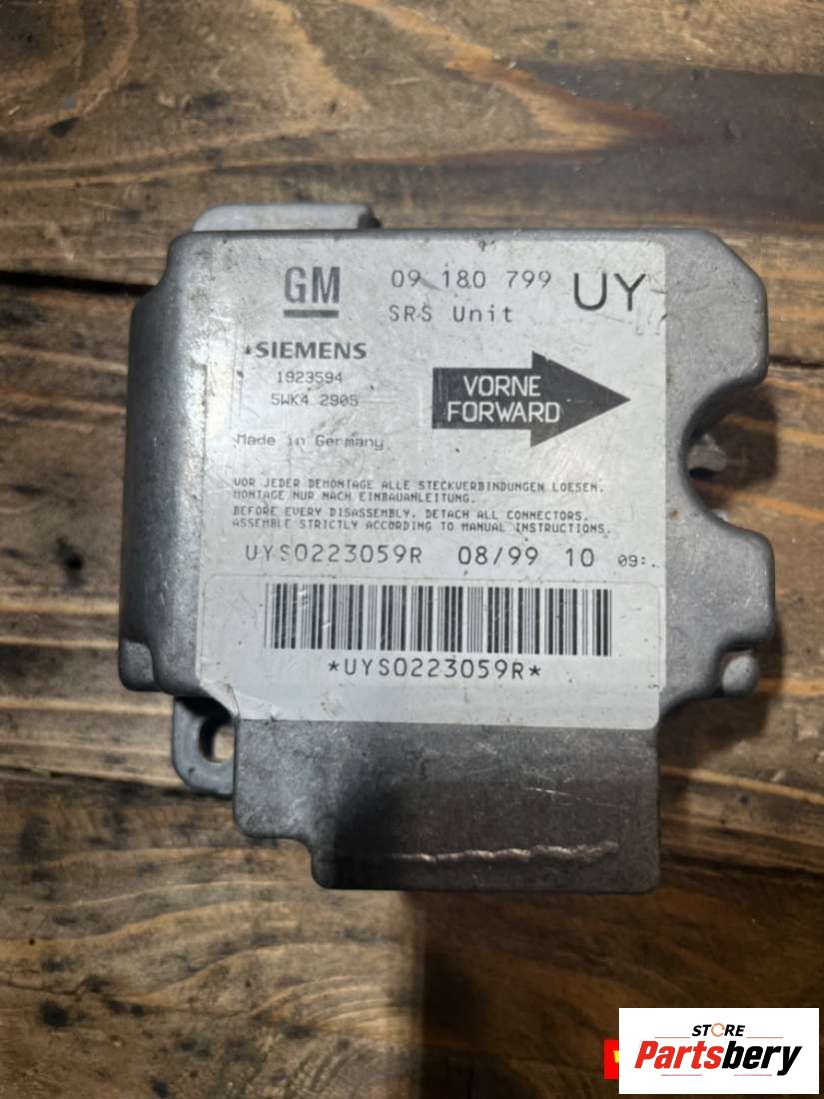 GM 09 180 799 UY
SRS Unit
SIEMENS
1923594
5WK4 2905
VORNE
FORWARD
Made in Germany
VOR JEDER DEMONTAGE ALLE STECKVERBINDUNGEN LOESEN.
MONTAGE NUR NACH EINBAUANLEITUNG.
BEFORE EVERY DISASSEMBLY, DETACH ALL CONNECTORS.
ASSEMBLE STRICTLY ACCORDING TO MANUAL INSTRUCTIONS.
UYS0223059R 08/99 10 09:
*UYS0223059R*
STORE
Partsbery